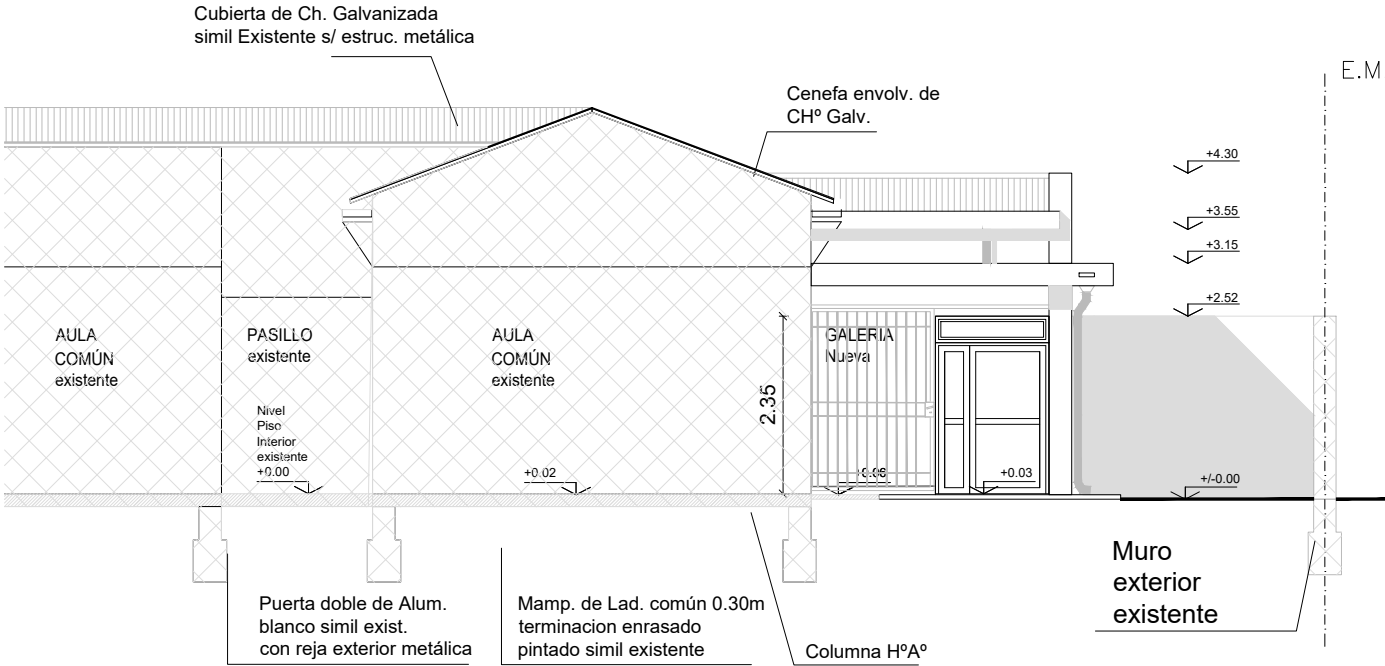 Cubierta de Ch. Galvanizada
simil Existente s/ estruc. metálica
E.M
Cenefa envolv. de
CHº Galv.
+4.30
+3.55
+3.15
+2.52
AULA
COMÚN
existente
PASILLO
existente
AULA
COMÚN
existente
GALERIA
Nueva
2.35
Nivel
Piso
Interior
existente
+0.00
+0.02
+0.06
+0.03
+/-0.00
Muro
exterior
existente
Puerta doble de Alum.
blanco simil exist.
con reja exterior metálica
Mamp. de Lad. común 0.30m
terminacion enrasado
pintado simil existente
Columna HºAº